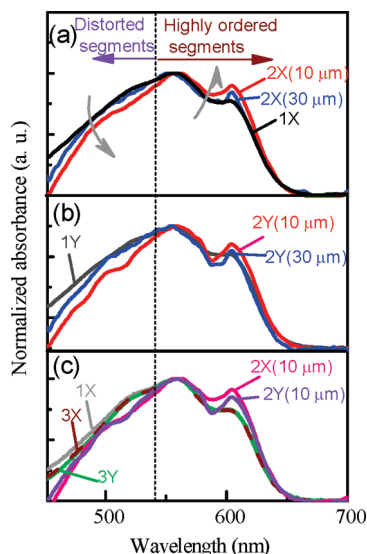 (a)
Distorted segments
Highly ordered segments
2X(10 μm)
2X(30 μm)
1X
(b)
1Y
2Y(10 μm)
2Y(30 μm)
(c)
1X
3X
3Y
2X(10 μm)
2Y(10 μm)
Normalized absorbance (a. u.)
500
600
700
Wavelength (nm)